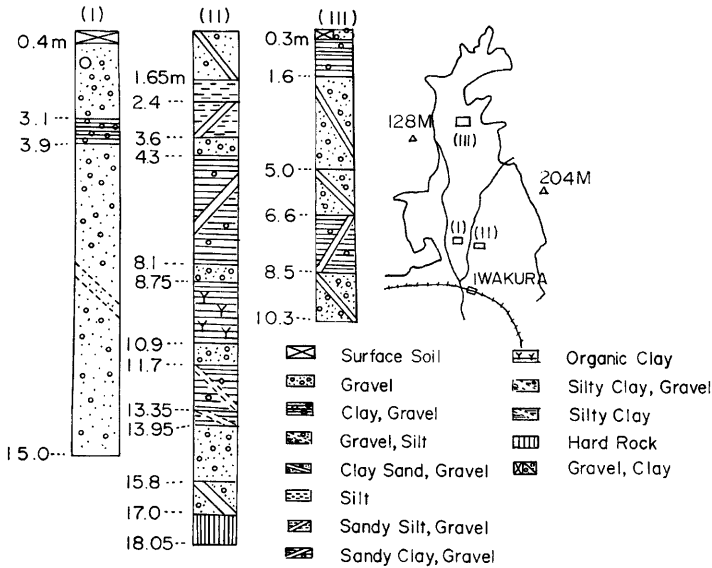 (I)
0.4m
3.1
3.9
15.0
(II)
1.65m
2.4
3.6
43
8.1
8.75
10.9
11.7
13.35
13.95
15.8
17.0
18.05
(III)
0.3m
1.6
5.0
6.6
8.5
10.3
128M
(III)
204M
(I)
(II)
IWAKURA
Surface Soil
Gravel
Clay, Gravel
Gravel, Silt
Clay Sand, Gravel
Silt
Sandy Silt, Gravel
Sandy Clay, Gravel
Organic Clay
Silty Clay, Gravel
Silty Clay
Hard Rock
Gravel, Clay